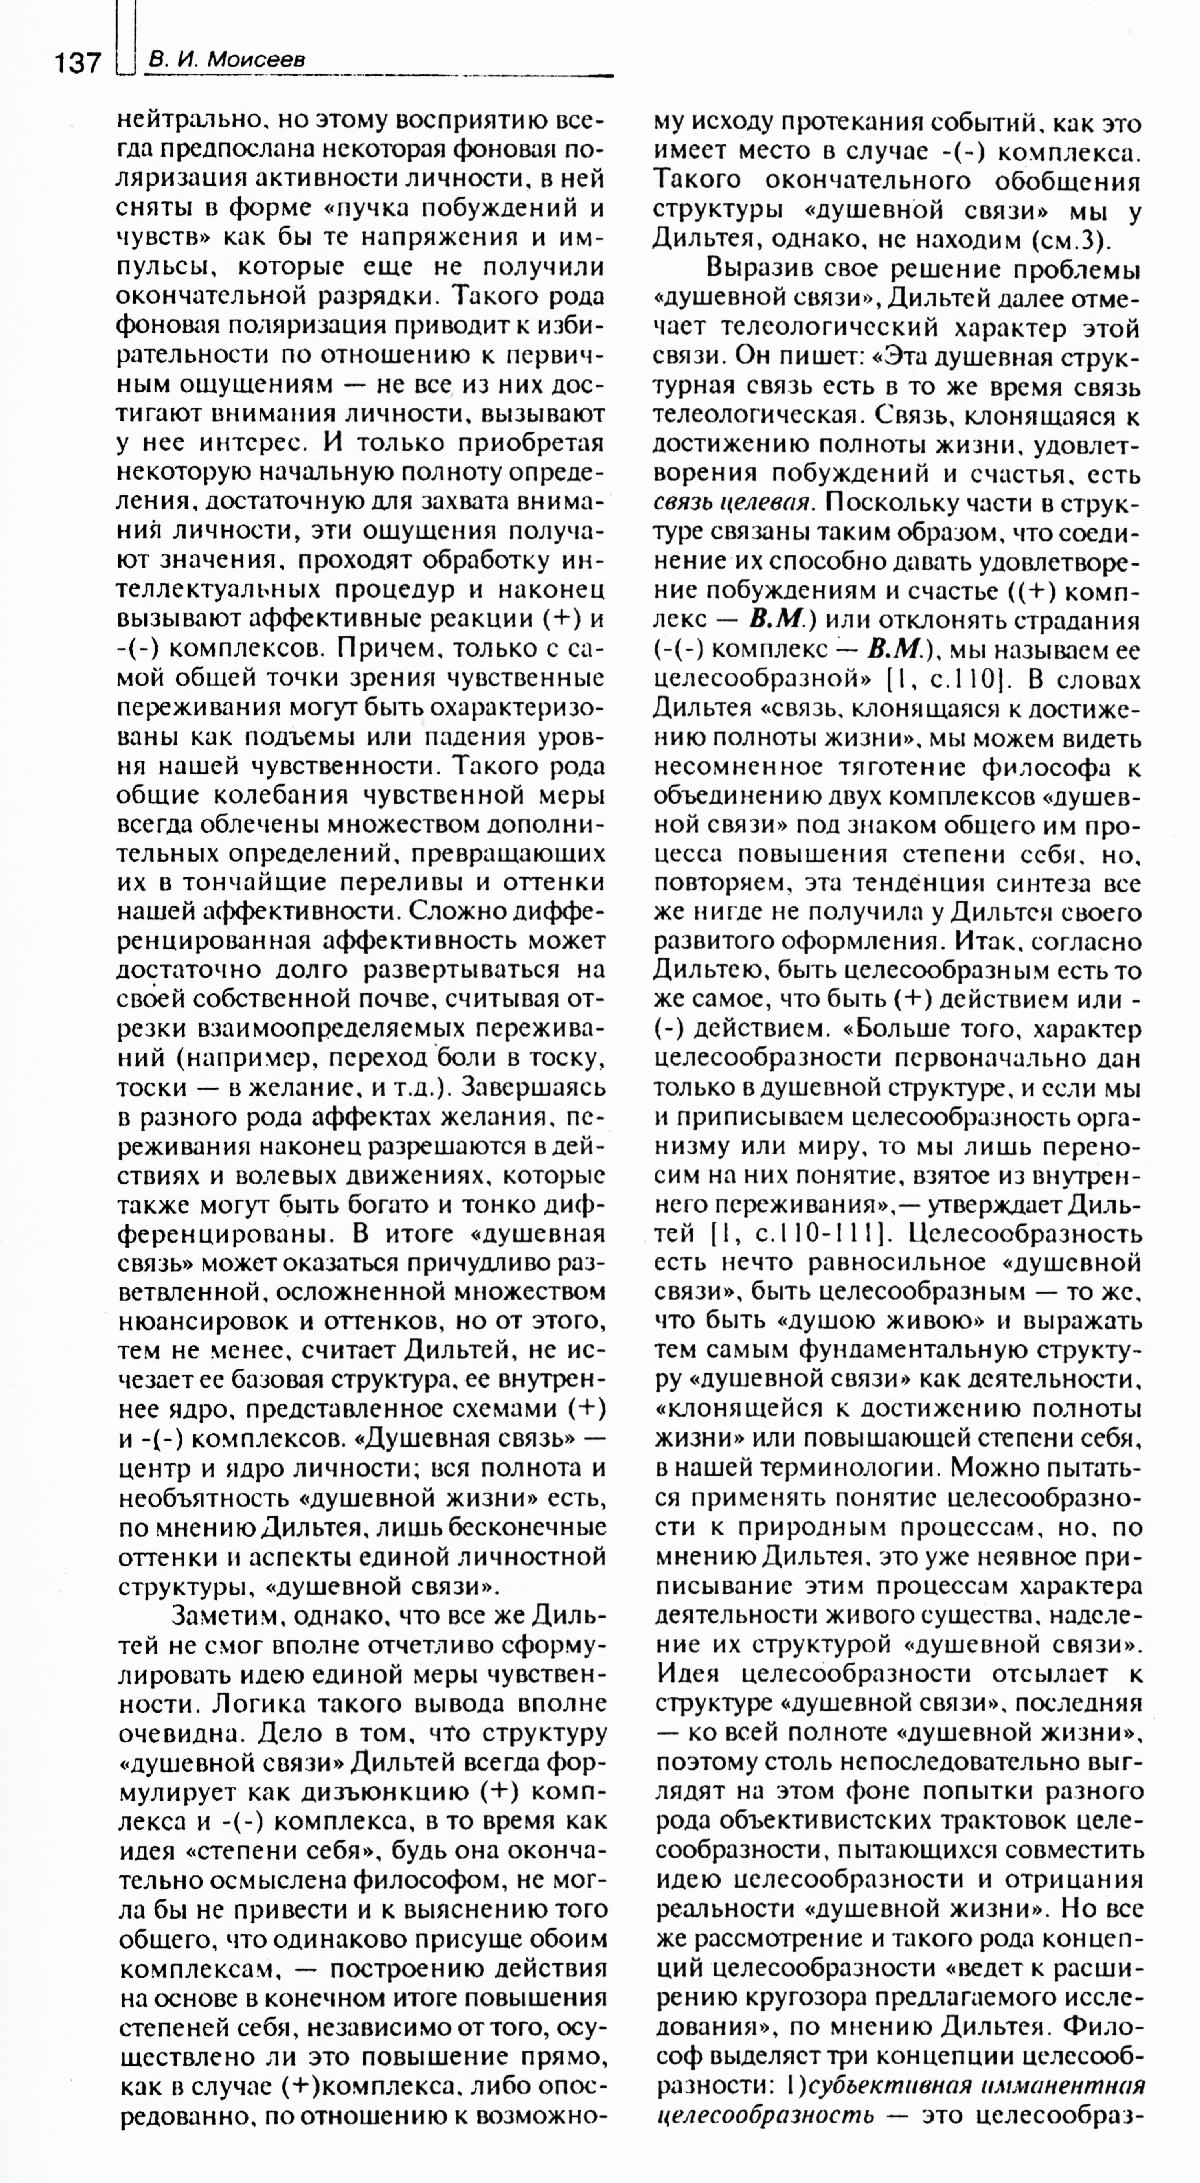 137
В. И. Моисеев
нейтрально, но этому восприятию все-
гда предпослана некоторая фоновая по-
ляризация активности личности, в ней
сняты в форме «пучка побуждений и
чувств» как бы те напряжения и им-
пульсы, которые еще не получили
окончательной разрядки. Такого рода
фоновая поляризация приводит к изби-
рательности по отношению к первич-
ным ощущениям — не все из них дос-
тигают внимания личности, вызывают
у нее интерес. И только приобретая
некоторую начальную полноту опреде-
ления, достаточную для захвата внима-
ния личности, эти ощущения получа-
ют значения, проходят обработку ин-
теллектуальных процедур и наконец
вызывают аффективные реакции (+) и
-(-) комплексов. Причем, только с са-
мой общей точки зрения чувственные
переживания могут быть охарактеризо-
ваны как подъемы или падения уров-
ня нашей чувственности. Такого рода
общие колебания чувственной меры
всегда облечены множеством дополни-
тельных определений, превращающих
их в тончайщие переливы и оттенки
нашей аффективности. Сложно диффе-
ренцированная аффективность может
достаточно долго развертываться на
своей собственной почве, считывая от-
резки взаимоопределяемых пережива-
ний (например, переход боли в тоску,
тоски — в желание, и т.д.). Завершаясь
в разного рода аффектах желания, пе-
реживания наконец разрешаются в дей-
ствиях и волевых движениях, которые
также могут быть богато и тонко диф-
ференцированы. В итоге «душевная
связь» может оказаться причудливо раз-
ветвленной, осложненной множеством
нюансировок и оттенков, но от этого,
тем не менее, считает Дильтей, не ис-
чезает ее базовая структура, ее внутрен-
нее ядро, представленное схемами (+)
и -(-) комплексов. «Душевная связь» —
центр и ядро личности; вся полнота и
необъятность «душевной жизни» есть,
по мнению Дильтея, лишь бесконечные
оттенки и аспекты единой личностной
структуры, «душевной связи».
Заметим, однако, что все же Диль-
тей не смог вполне отчетливо сформу-
лировать идею единой меры чувствен-
ности. Логика такого вывода вполне
очевидна. Дело в том, что структуру
«душевной связи» Дильтей всегда фор-
мулирует как дизъюнкцию (+) комп-
лекса и -(-) комплекса, в то время как
идея «степени себя», будь она оконча-
тельно осмыслена философом, не мог-
ла бы не привести и к выяснению того
общего, что одинаково присуще обоим
комплексам, — построению действия
на основе в конечном итоге повышения
степеней себя, независимо от того, осу-
ществлено ли это повышение прямо,
как в случае (+)комплекса, либо опос-
редованно, по отношению к возможно-
му исходу протекания событий, как это
имеет место в случае -(-) комплекса.
Такого окончательного обобщения
структуры «душевной связи» мы у
Дильтея, однако, не находим (см.3).
Выразив свое решение проблемы
«душевной связи», Дильтей далее отме-
чает телеологический характер этой
связи. Он пишет: «Эта душевная струк-
турная связь есть в то же время связь
телеологическая. Связь, клонящаяся к
достижению полноты жизни, удовлет-
ворения побуждений и счастья, есть
связь целевая. Поскольку части в струк-
туре связаны таким образом, что соеди-
нение их способно давать удовлетворе-
ние побуждениям и счастье ((+) комп-
лекс — В.М.) или отклонять страдания
(-(-) комплекс — В.М.), мы называем ее
целесообразной» [1, с.110]. В словах
Дильтея «связь, клонящаяся к достиже-
нию полноты жизни», мы можем видеть
несомненное тяготение философа к
объединению двух комплексов «душев-
ной связи» под знаком общего им про-
цесса повышения степени себя, но,
повторяем, эта тенденция синтеза все
же нигде не получила у Дильтея своего
развитого оформления. Итак, согласно
Дильтею, быть целесообразным есть то
же самое, что быть (+) действием или -
(-) действием. «Больше того, характер
целесообразности первоначально дан
только в душевной структуре, и если мы
и приписываем целесообразность орга-
низму или миру, то мы лишь перено-
сим на них понятие, взятое из внутрен-
него переживания»,— утверждает Диль-
тей [1, с.110-111]. Целесообразность
есть нечто равносильное «душевной
связи», быть целесообразным — то же,
что быть «душою живою» и выражать
тем самым фундаментальную структу-
ру «душевной связи» как деятельности,
«клонящейся к достижению полноты
жизни» или повышающей степени себя,
в нашей терминологии. Можно пытать-
ся применять понятие целесообразно-
сти к природным процессам, но, по
мнению Дильтея, это уже неявное при-
писывание этим процессам характера
деятельности живого существа, наделе-
ние их структурой «душевной связи».
Идея целесообразности отсылает к
структуре «душевной связи», последняя
— ко всей полноте «душевной жизни»,
поэтому столь непоследовательно выг-
лядят на этом фоне попытки разного
рода объективистских трактовок целе-
сообразности, пытающихся совместить
идею целесообразности и отрицания
реальности «душевной жизни». Но все
же рассмотрение и такого рода концеп-
ций целесообразности «ведет к расши-
рению кругозора предлагаемого иссле-
дования», по мнению Дильтея. Фило-
соф выделяет три концепции целесооб-
разности: 1)субъективная имманентная
целесообразность — это целесообраз-